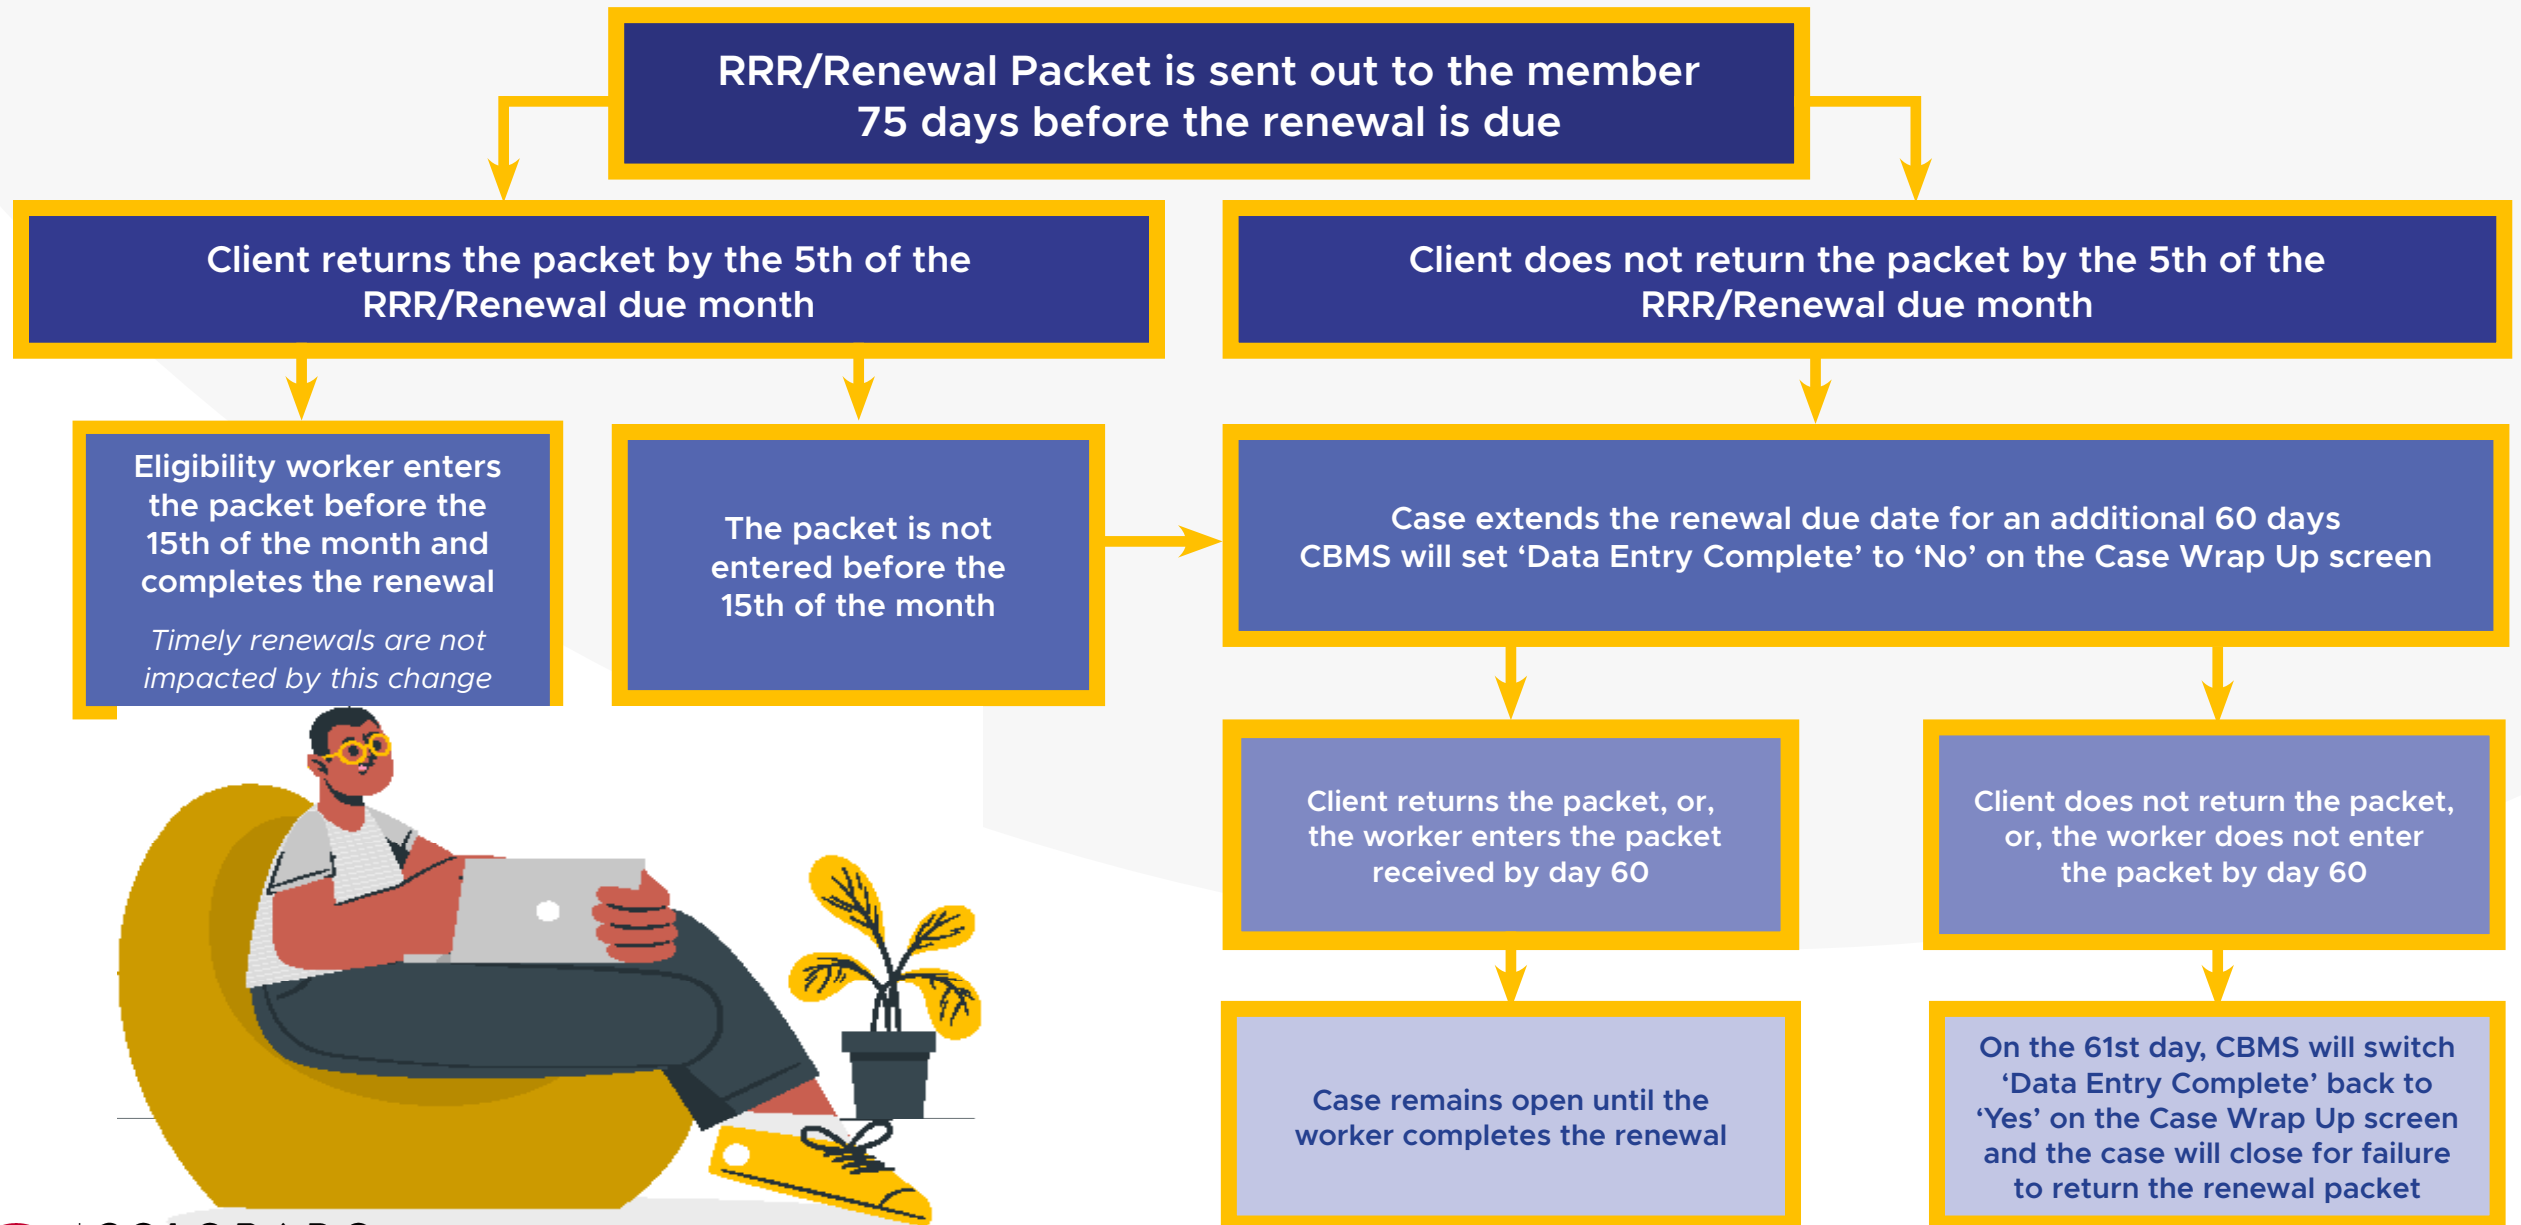 RRR/Renewal Packet is sent out to the member
75 days before the renewal is due
Client returns the packet by the 5th of the
RRR/Renewal due month
Client does not return the packet by the 5th of the
RRR/Renewal due month
Eligibility worker enters
the packet before the
15th of the month and
completes the renewal
Timely renewals are not
impacted by this change
The packet is not
entered before the
15th of the month
Case extends the renewal due date for an additional 60 days
CBMS will set ‘Data Entry Complete’ to ‘No’ on the Case Wrap Up screen
Client returns the packet, or,
the worker enters the packet
received by day 60
Client does not return the packet,
or, the worker does not enter
the packet by day 60
Case remains open until the
worker completes the renewal
On the 61st day, CBMS will switch
‘Data Entry Complete’ back to
‘Yes’ on the Case Wrap Up screen
and the case will close for failure
to return the renewal packet